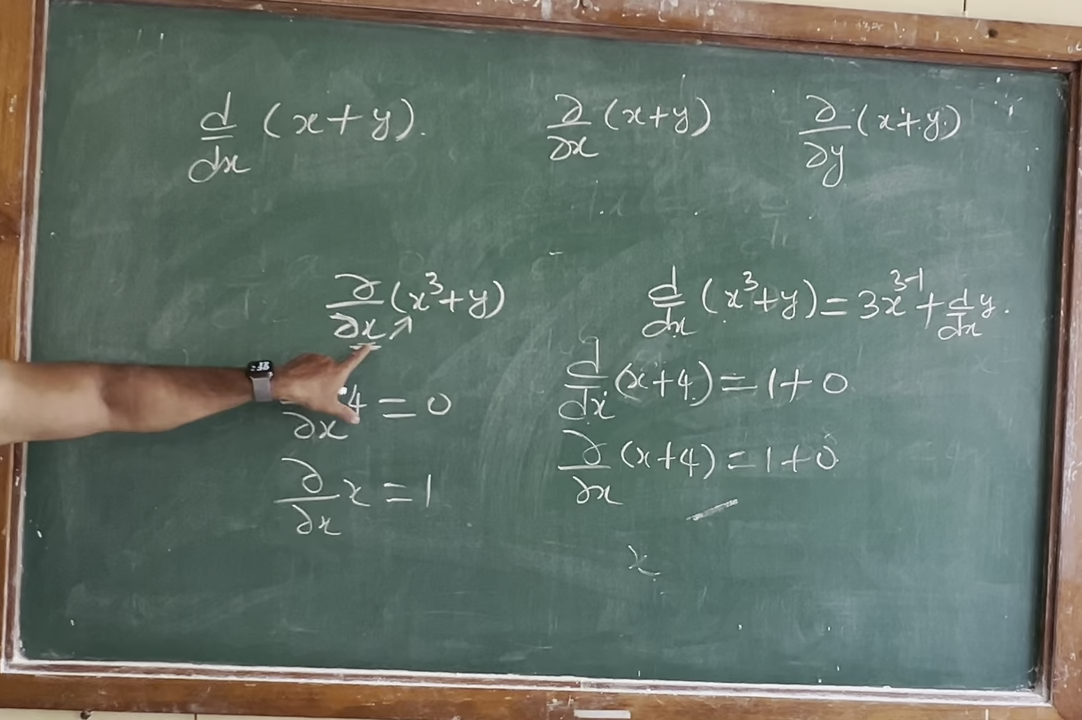 d/dx (x+y). ∂/∂x (x+y) ∂/∂y (x+y)
∂/∂x (x³+y) d/dx (x³+y) = 3x³⁻¹ + d/dx y.
∂x 4 = 0 d/dx (x+4) = 1+0
∂/∂x (x+4) = 1+0
∂/∂x x = 1
x